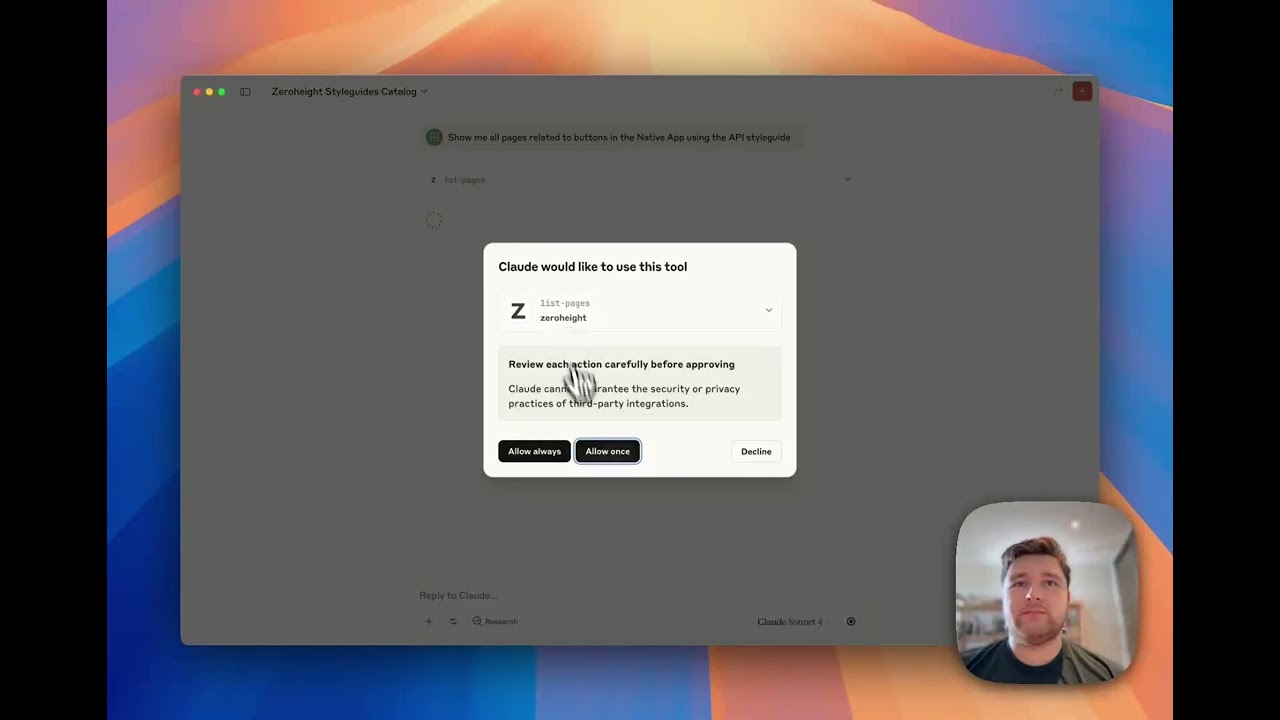 Zeroheight Styleguides Catalog
Show me all pages related to buttons in the Native App using the API styleguide
Z list-pages
Claude would like to use this tool
Z
list-pages
zeroheight
Review each action carefully before approving
Claude guarantee the security or privacy
practices of third-party integrations.
Allow always
Allow once
Decline
Reply to Claude...
Research
Claude Sonnet 4